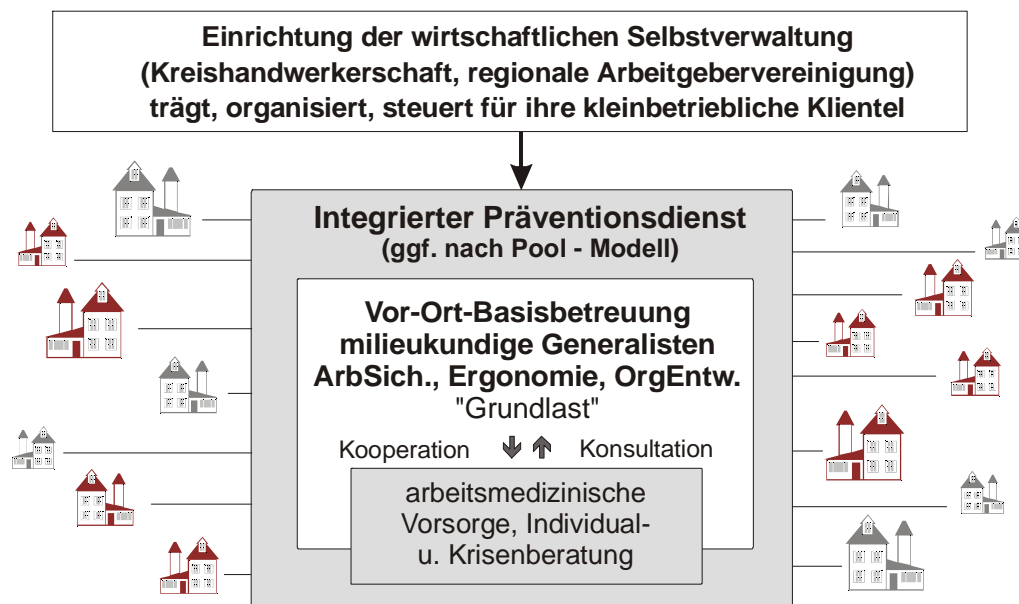 Einrichtung der wirtschaftlichen Selbstverwaltung
(Kreishandwerkerschaft, regionale Arbeitgebervereinigung)
trägt, organisiert, steuert für ihre kleinbetriebliche Klientel
Integrierter Präventionsdienst
(ggf. nach Pool - Modell)
Vor-Ort-Basisbetreuung
milieukundige Generalisten
ArbSich., Ergonomie, OrgEntw.
"Grundlast"
Kooperation Konsultation
arbeitsmedizinische
Vorsorge, Individual-
u. Krisenberatung